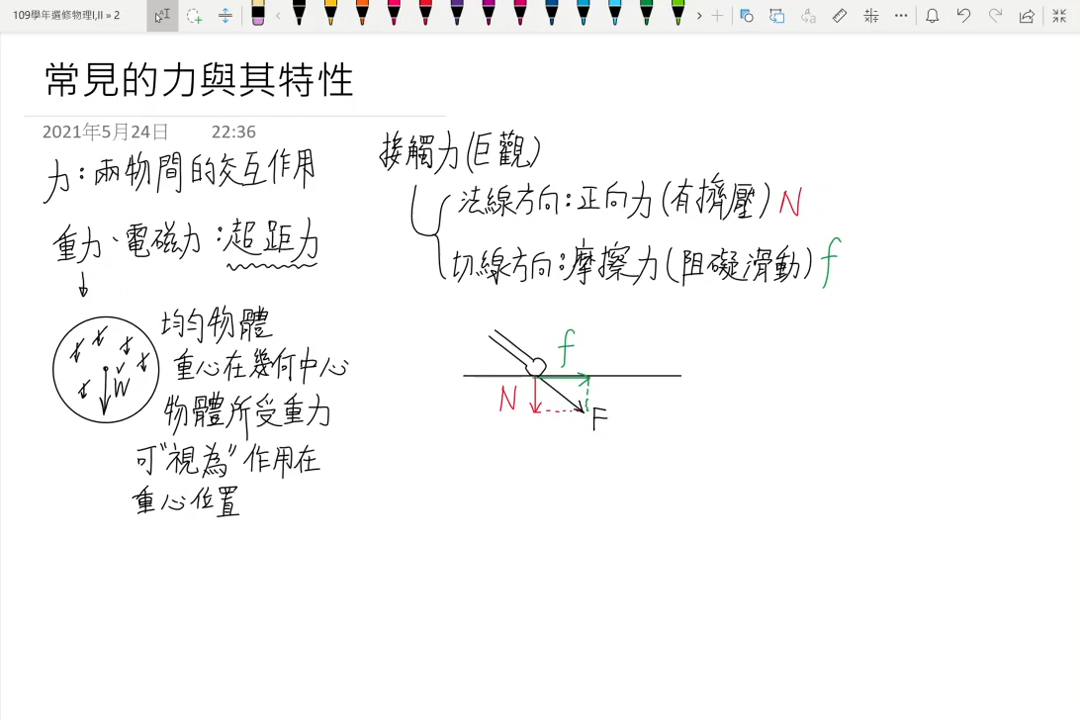 109學年選修物理I,II » 2
常見的力與其特性
2021年5月24日 22:36
力:兩物間的交互作用
重力、電磁力:超距力
均勻物體
重心在幾何中心
物體所受重力
可"視為"作用在
重心位置
W
接觸力(巨觀)
法線方向:正向力(有擠壓) N
切線方向:摩擦力(阻礙滑動) f
f
N
F